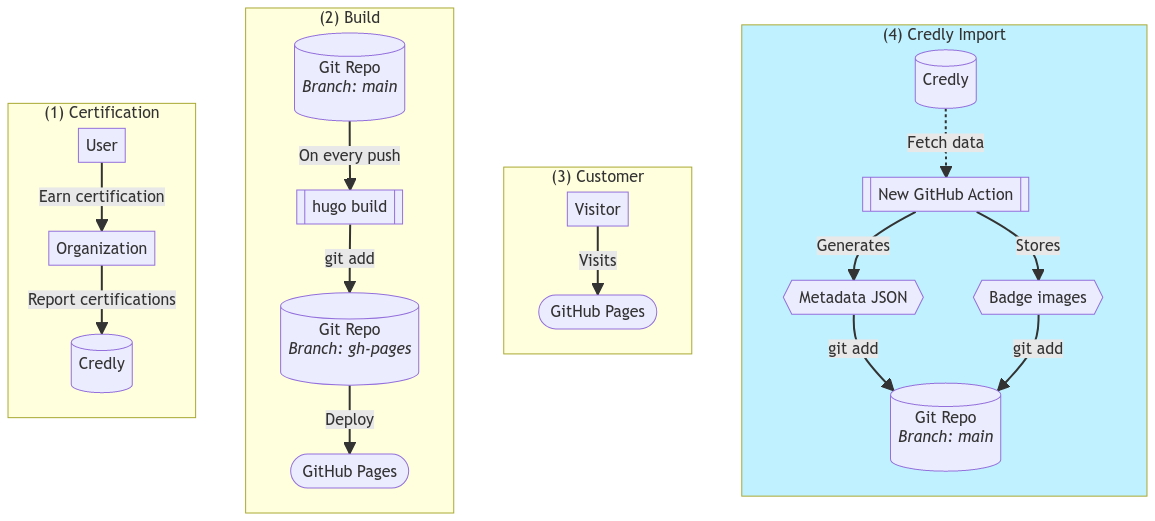 (1) Certification
User
Earn certification
Organization
Report certifications
Credly
(2) Build
Git Repo
Branch: main
On every push
hugo build
git add
Git Repo
Branch: gh-pages
Deploy
GitHub Pages
(3) Customer
Visitor
Visits
GitHub Pages
(4) Credly Import
Credly
Fetch data
New GitHub Action
Generates
Stores
Metadata JSON
Badge images
git add
git add
Git Repo
Branch: main